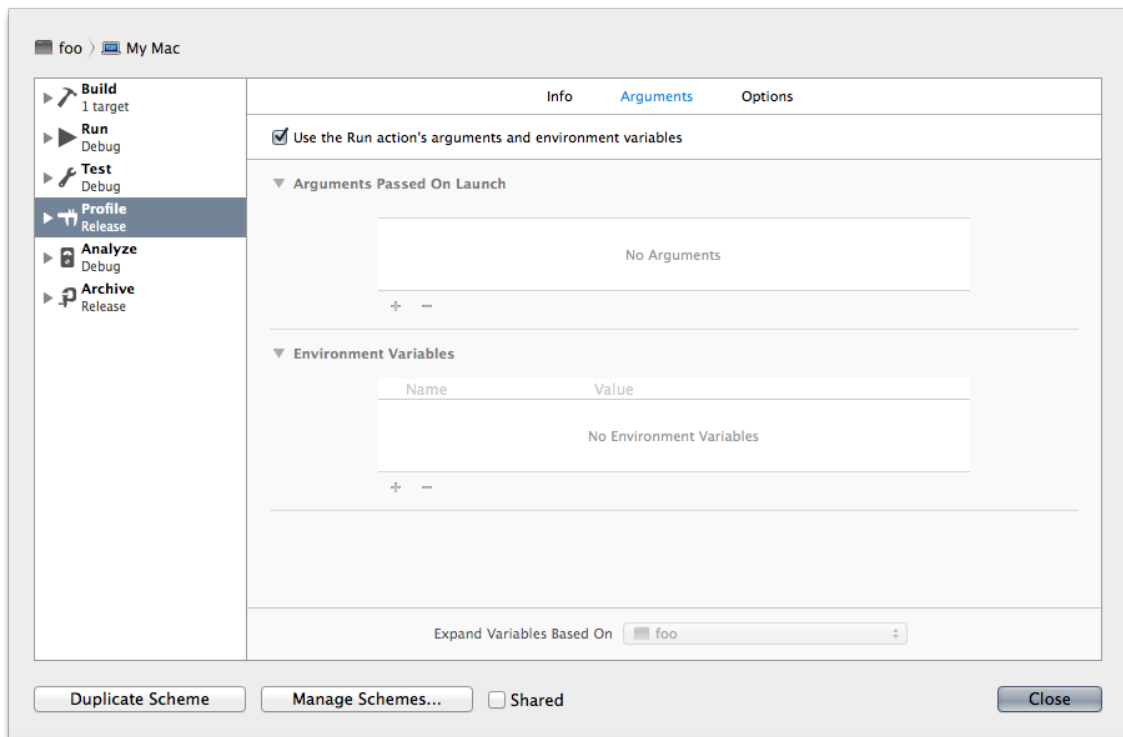 foo 〉 My Mac
Build
1 target
Run
Debug
Test
Debug
Profile
Release
Analyze
Debug
Archive
Release
Info Arguments Options
Use the Run action's arguments and environment variables
Arguments Passed On Launch
No Arguments
+ −
Environment Variables
Name Value
No Environment Variables
+ −
Expand Variables Based On foo
Duplicate Scheme Manage Schemes... Shared Close